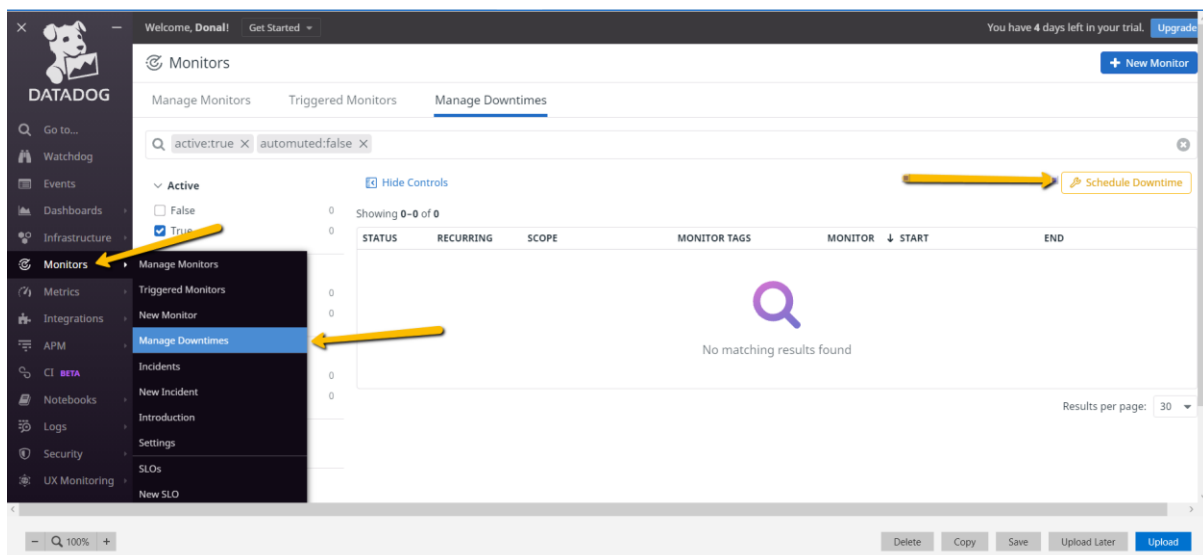 Welcome, Donal! Get Started
You have 4 days left in your trial. Upgrade
DATADOG
Go to...
Watchdog
Events
Dashboards
Infrastructure
Monitors
Metrics
Integrations
APM
CI BETA
Notebooks
Logs
Security
UX Monitoring
Manage Monitors
Triggered Monitors
New Monitor
Manage Downtimes
Incidents
New Incident
Introduction
Settings
SLOs
New SLO
Monitors
+ New Monitor
Manage Monitors Triggered Monitors Manage Downtimes
active:true × automuted:false ×
Active
False 0
True 0
0
0
0
0
Hide Controls
Schedule Downtime
Showing 0–0 of 0
STATUS RECURRING SCOPE MONITOR TAGS MONITOR ↓ START END
No matching results found
Results per page: 30
− 100% +
Delete Copy Save Upload Later Upload